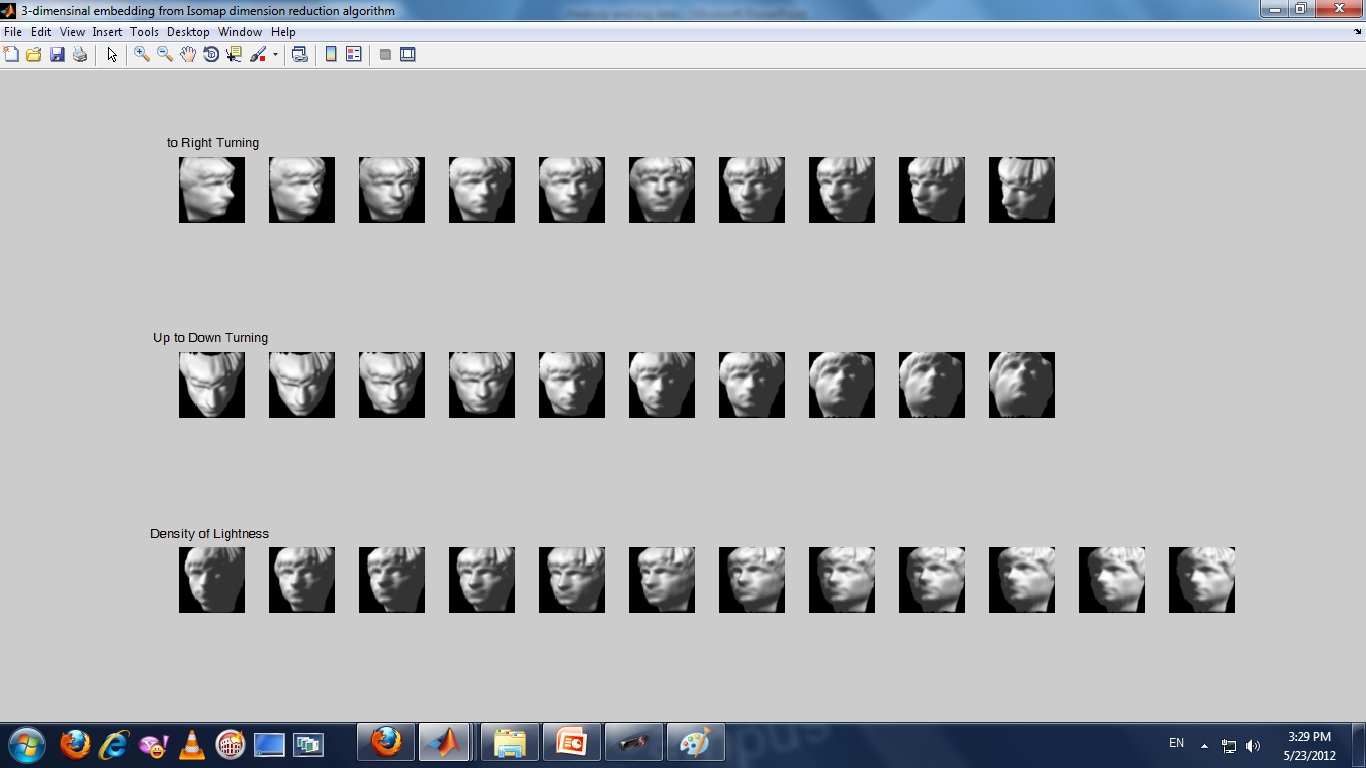 3-dimensinal embedding from Isomap dimension reduction algorithm
File Edit View Insert Tools Desktop Window Help
to Right Turning
Up to Down Turning
Density of Lightness
EN
3:29 PM
5/23/2012